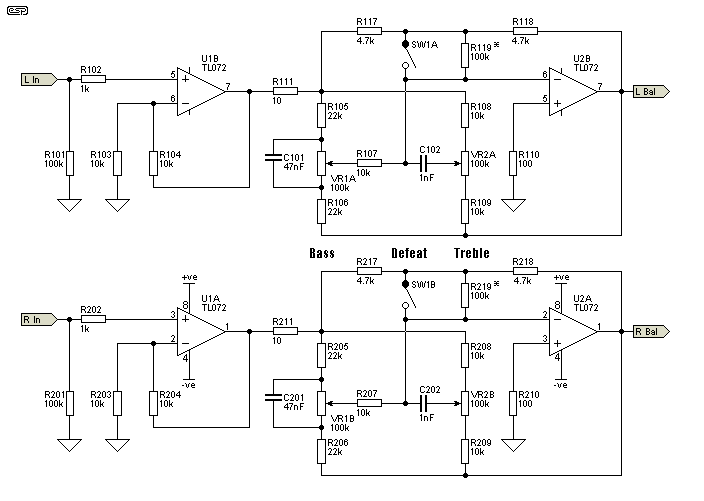 esp
R117
4.7k
R118
4.7k
SW1A
R119 *
100k
U1B
TL072
U2B
TL072
L In
R102
1k
5
+
6
−
7
R111
10
6
−
5
+
7
L Bal
R105
22k
R108
10k
R101
100k
R103
10k
R104
10k
C101
47nF
VR1A
100k
R107
10k
C102
1nF
VR2A
100k
R110
100
R106
22k
R109
10k
Bass
Defeat
Treble
R217
4.7k
R218
4.7k
+ve
SW1B
R219 *
100k
+ve
U1A
TL072
8
U2A
TL072
8
R In
R202
1k
3
+
2
−
1
4
R211
10
2
−
3
+
1
4
R Bal
R205
22k
R208
10k
-ve
-ve
R201
100k
R203
10k
R204
10k
C201
47nF
VR1B
100k
R207
10k
C202
1nF
VR2B
100k
R210
100
R206
22k
R209
10k